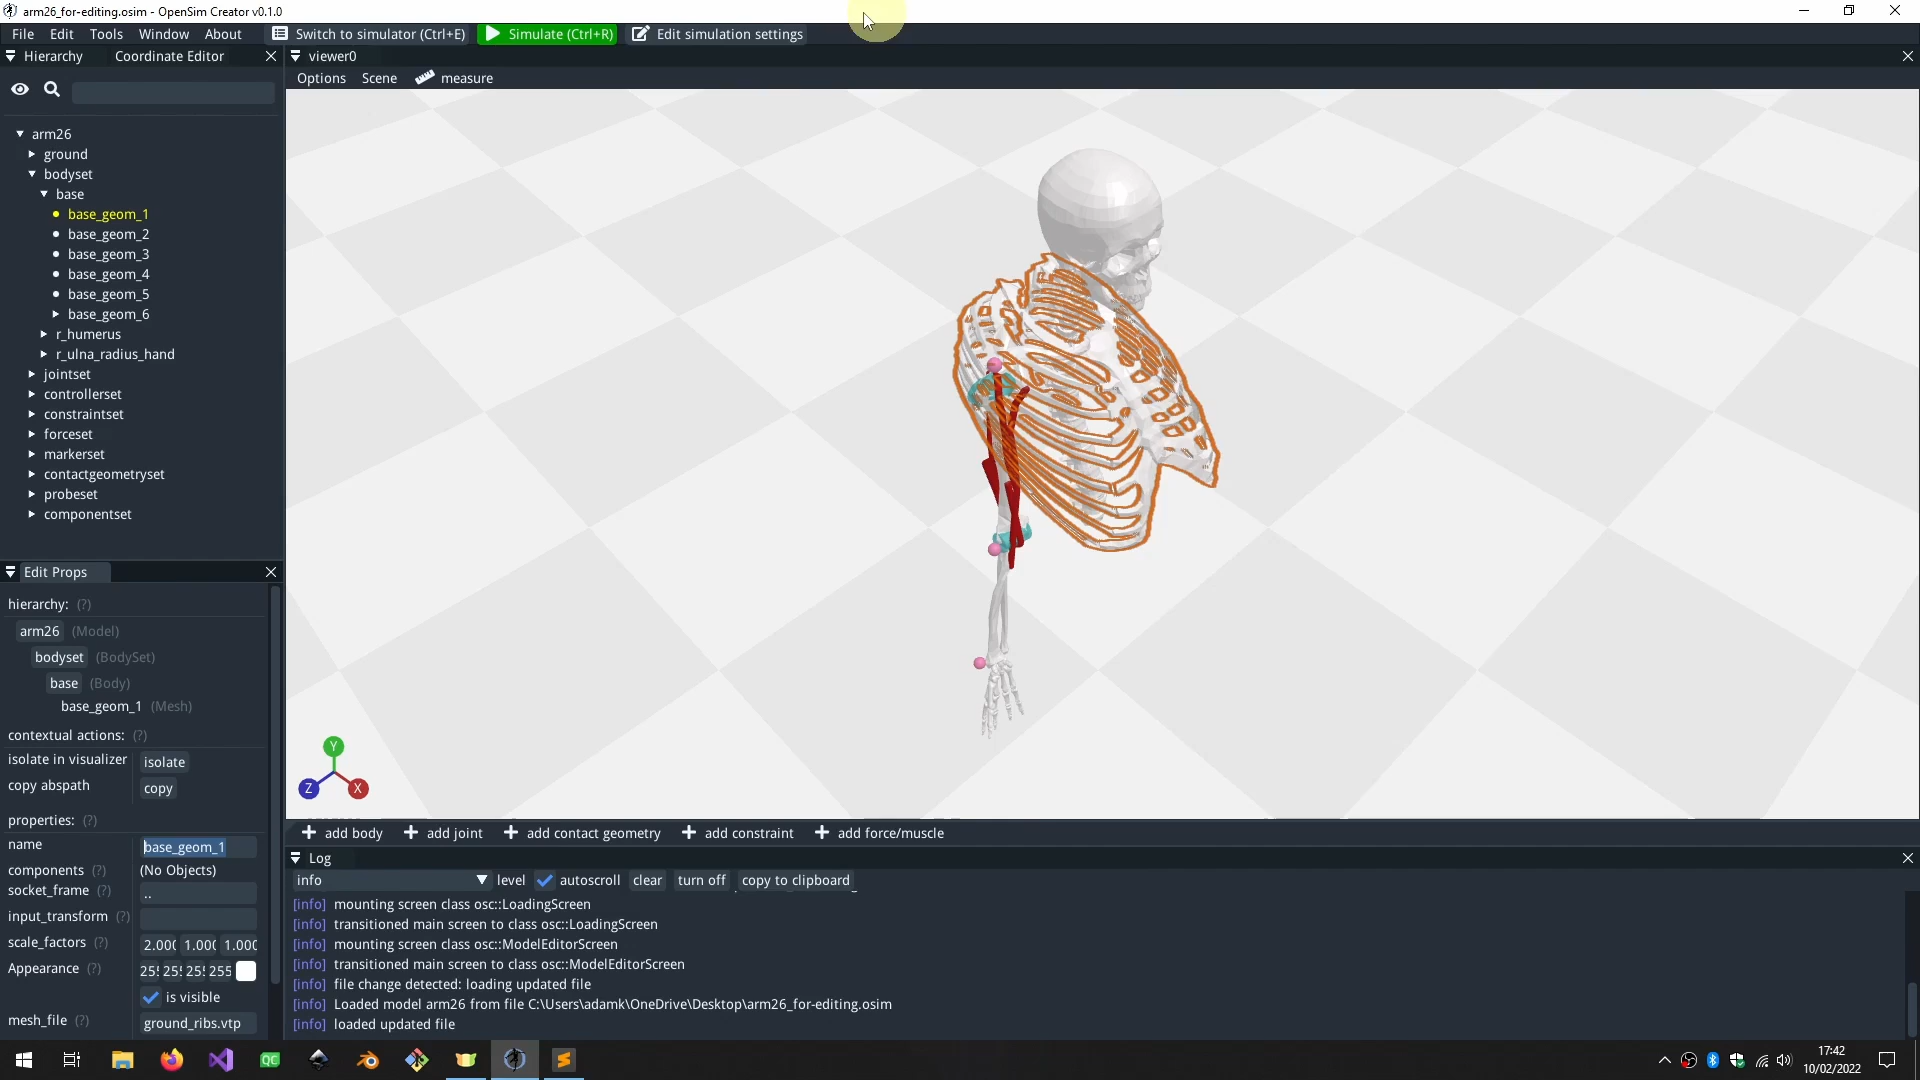 arm26_for-editing.osim - OpenSim Creator v0.1.0
File Edit Tools Window About Switch to simulator (Ctrl+E) Simulate (Ctrl+R) Edit simulation settings
Hierarchy Coordinate Editor
viewer0
Options Scene measure
arm26
ground
bodyset
base
base_geom_1
base_geom_2
base_geom_3
base_geom_4
base_geom_5
base_geom_6
r_humerus
r_ulna_radius_hand
jointset
controllerset
constraintset
forceset
markerset
contactgeometryset
probeset
componentset
Edit Props
hierarchy: (?)
arm26 (Model)
bodyset (BodySet)
base (Body)
base_geom_1 (Mesh)
contextual actions: (?)
isolate in visualizer isolate
copy abspath copy
properties: (?)
name base_geom_1
components (?) (No Objects)
socket_frame (?) ..
input_transform (?)
scale_factors (?) 2.000 1.000 1.000
Appearance (?) 255 255 255 255
is visible
mesh_file (?) ground_ribs.vtp
Y
Z X
add body add joint add contact geometry add constraint add force/muscle
Log
info level autoscroll clear turn off copy to clipboard
[info] mounting screen class osc::LoadingScreen
[info] transitioned main screen to class osc::LoadingScreen
[info] mounting screen class osc::ModelEditorScreen
[info] transitioned main screen to class osc::ModelEditorScreen
[info] file change detected: loading updated file
[info] Loaded model arm26 from file C:\Users\adamk\OneDrive\Desktop\arm26_for-editing.osim
[info] loaded updated file
QC
17:42
10/02/2022